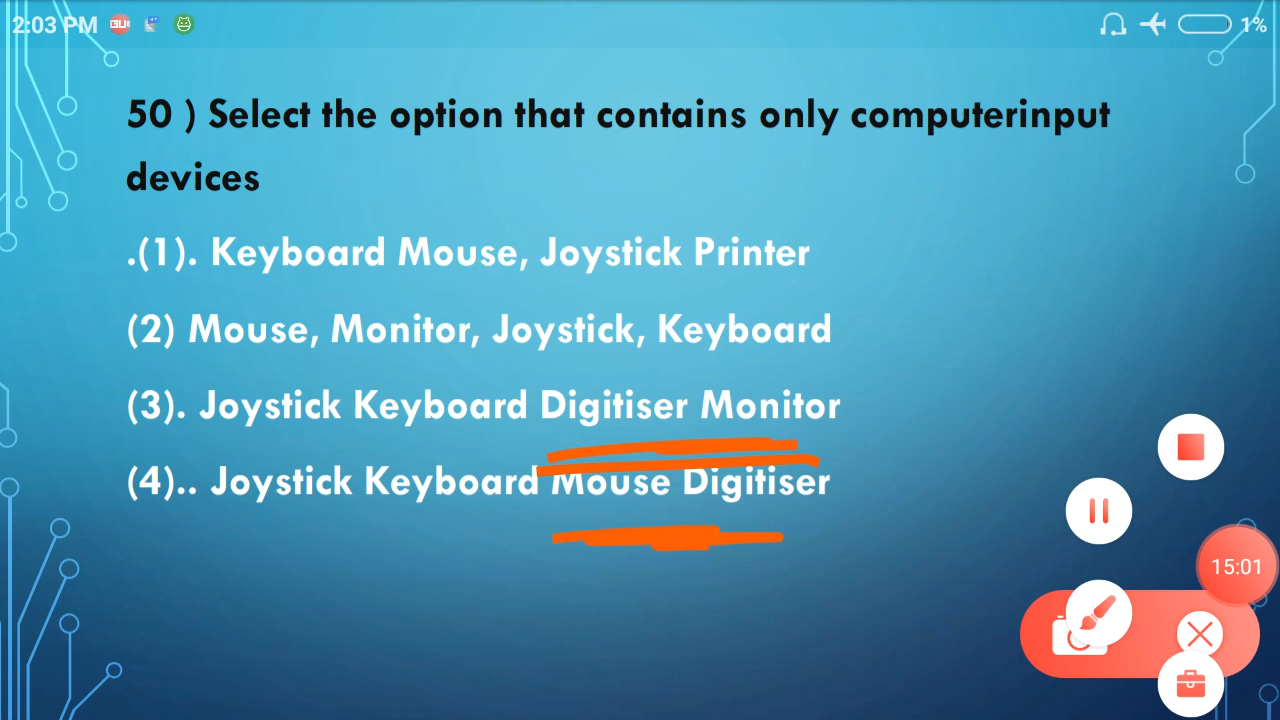 2:03 PM GU 1%
50 ) Select the option that contains only computerinput
devices
.(1). Keyboard Mouse, Joystick Printer
(2) Mouse, Monitor, Joystick, Keyboard
(3). Joystick Keyboard Digitiser Monitor
(4).. Joystick Keyboard Mouse Digitiser
15:01